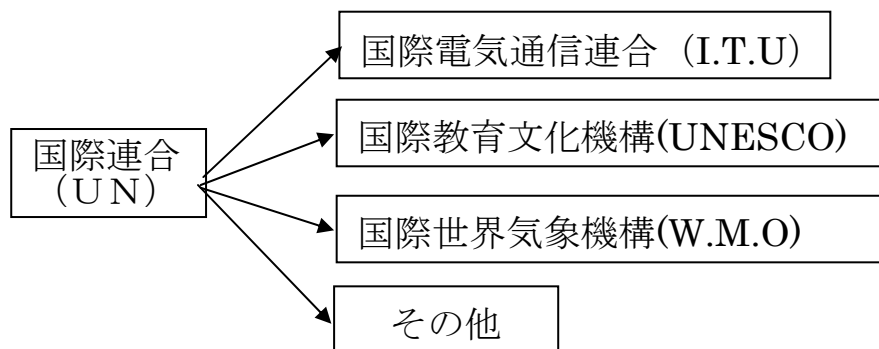 国際電気通信連合（I.T.U）
国際教育文化機構(UNESCO)
国際連合
（ＵＮ）
国際世界気象機構(W.M.O)
その他